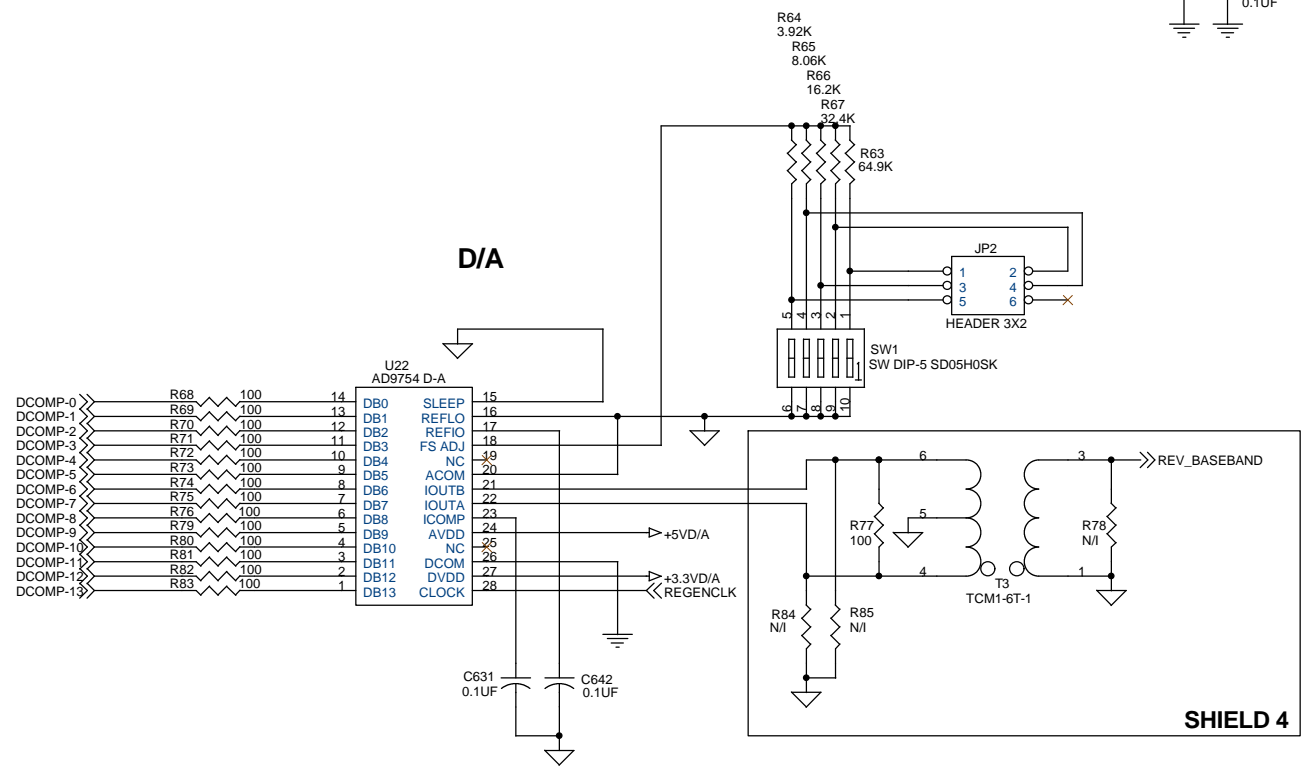 0.1UF
R64
3.92K
R65
8.06K
R66
16.2K
R67
32.4K
R63
64.9K
D/A
JP2
1 2
3 4
5 6
HEADER 3X2
5 4 3 2 1
SW1
SW DIP-5 SD05H0SK
1
6 7 8 9 10
U22
AD9754 D-A
DCOMP-0 R68 100 14 DB0 SLEEP 15
DCOMP-1 R69 100 13 DB1 REFLO 16
DCOMP-2 R70 100 12 DB2 REFIO 17
DCOMP-3 R71 100 11 DB3 FS ADJ 18
DCOMP-4 R72 100 10 DB4 NC 19
DCOMP-5 R73 100 9 DB5 ACOM 20
DCOMP-6 R74 100 8 DB6 IOUTB 21
DCOMP-7 R75 100 7 DB7 IOUTA 22
DCOMP-8 R76 100 6 DB8 ICOMP 23
DCOMP-9 R79 100 5 DB9 AVDD 24 +5VD/A
DCOMP-10 R80 100 4 DB10 NC 25
DCOMP-11 R81 100 3 DB11 DCOM 26
DCOMP-12 R82 100 2 DB12 DVDD 27 +3.3VD/A
DCOMP-13 R83 100 1 DB13 CLOCK 28 REGENCLK
6 3 REV_BASEBAND
R77
100
5
R78
N/I
4 1
T3
TCM1-6T-1
R84
N/I
R85
N/I
C631
0.1UF
C642
0.1UF
SHIELD 4